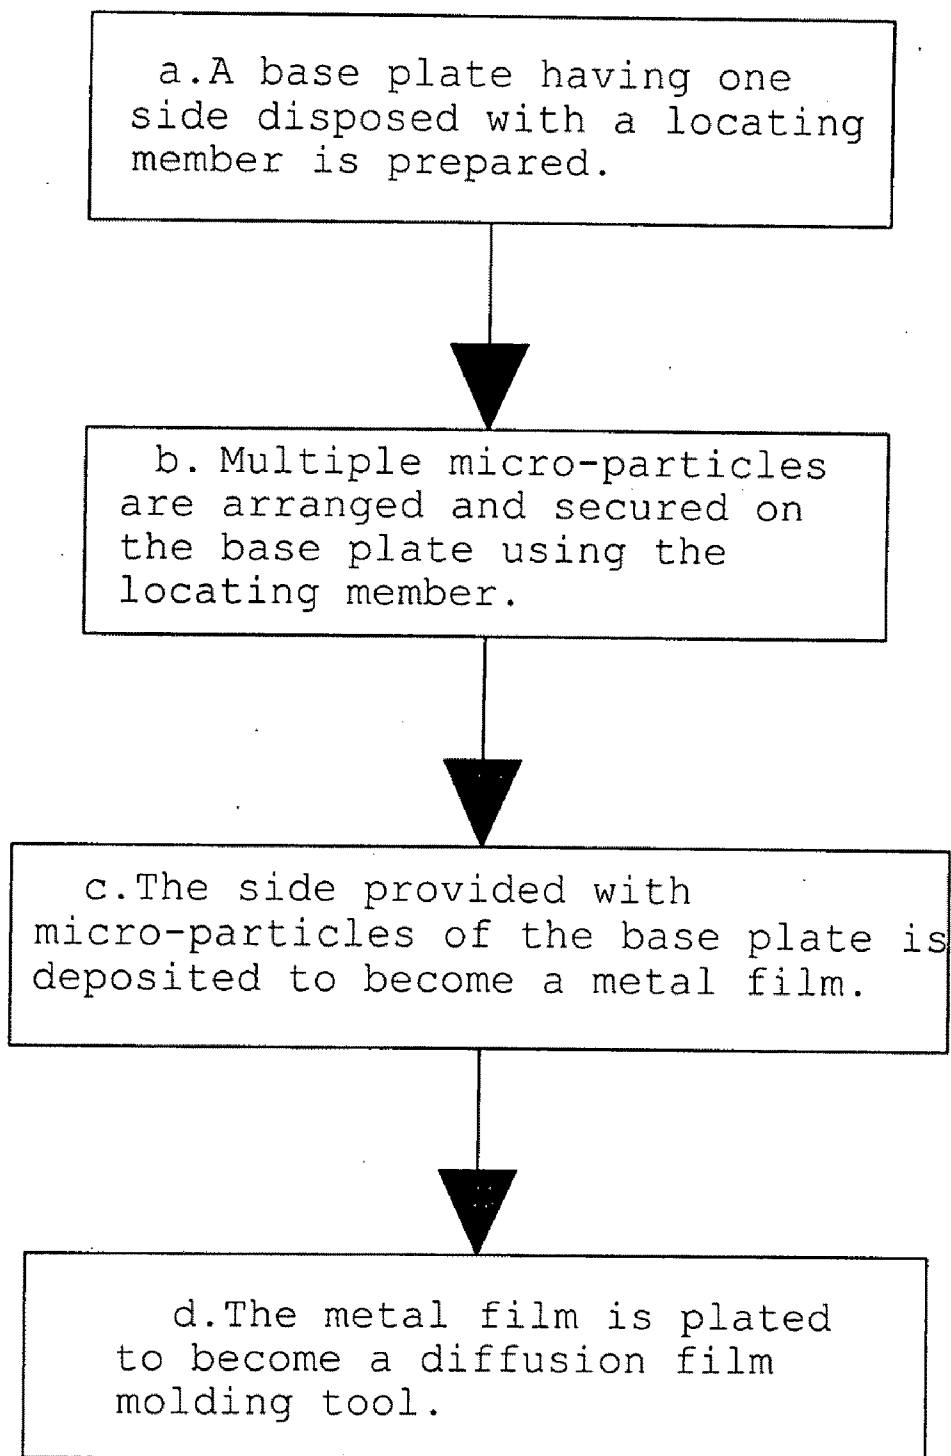 a.A base plate having one
side disposed with a locating
member is prepared.
b. Multiple micro-particles
are arranged and secured on
the base plate using the
locating member.
c.The side provided with
micro-particles of the base plate is
deposited to become a metal film.
d.The metal film is plated
to become a diffusion film
molding tool.